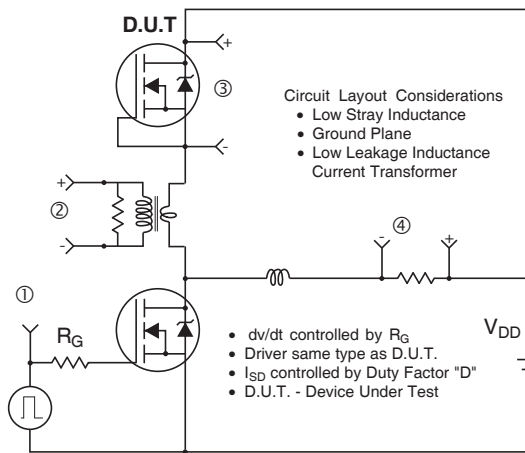 D.U.T
+
③
-
Circuit Layout Considerations
• Low Stray Inductance
• Ground Plane
• Low Leakage Inductance
Current Transformer
+
②
-
④
-
+
①
RG
VDD
• dv/dt controlled by RG
• Driver same type as D.U.T.
• ISD controlled by Duty Factor "D"
• D.U.T. - Device Under Test